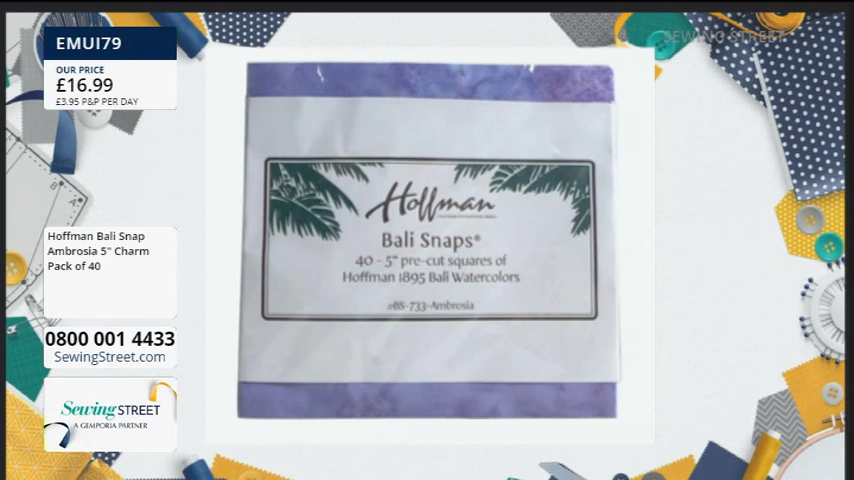 EMUI79
OUR PRICE
£16.99
£3.95 P&P PER DAY
SEWING STREET
Hoffman
Bali Snaps®
40 - 5" pre-cut squares of
Hoffman 1895 Bali Watercolors
#BS-733-Ambrosia
Hoffman Bali Snap
Ambrosia 5" Charm
Pack of 40
0800 001 4433
SewingStreet.com
Sewing STREET
A GEMPORIA PARTNER